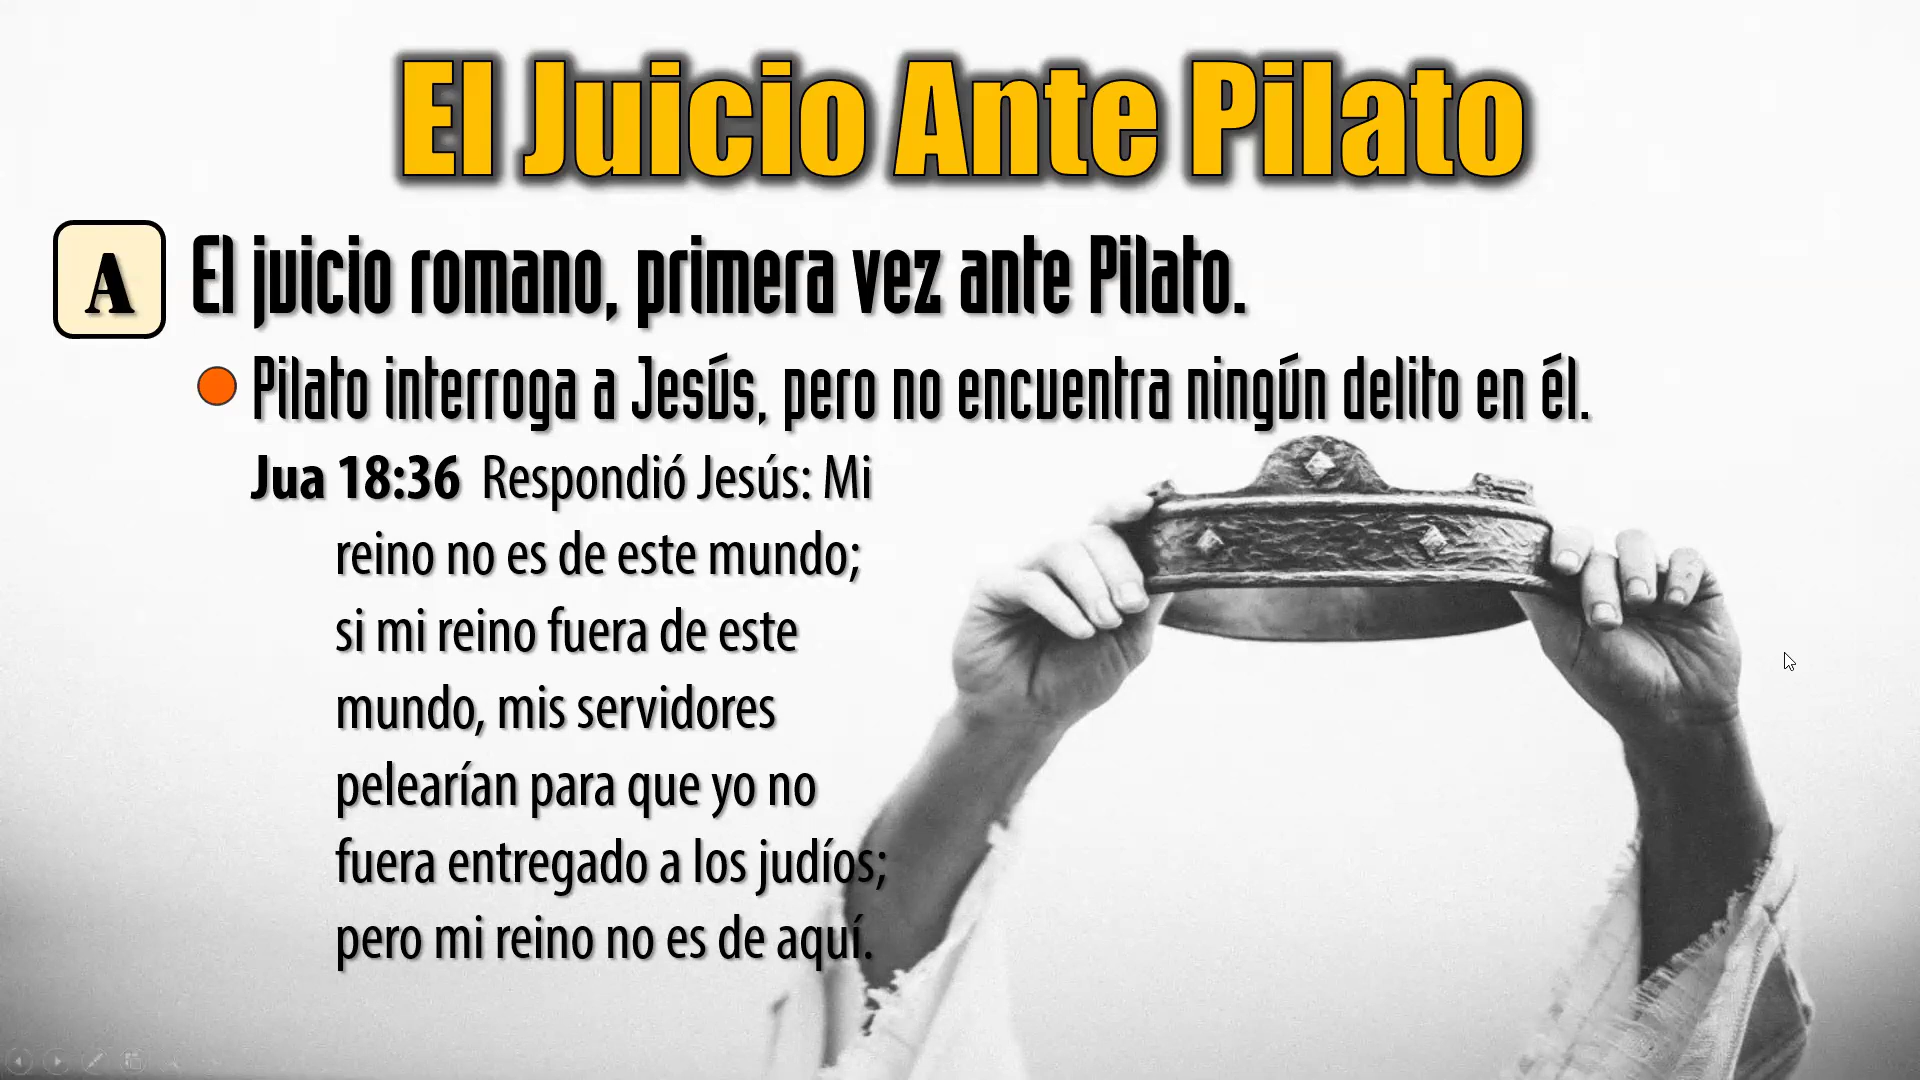 El Juicio Ante Pilato
A El juicio romano, primera vez ante Pilato.
Pilato interroga a Jesús, pero no encuentra ningún delito en él.
Jua 18:36 Respondió Jesús: Mi
reino no es de este mundo;
si mi reino fuera de este
mundo, mis servidores
pelearían para que yo no
fuera entregado a los judíos;
pero mi reino no es de aquí.